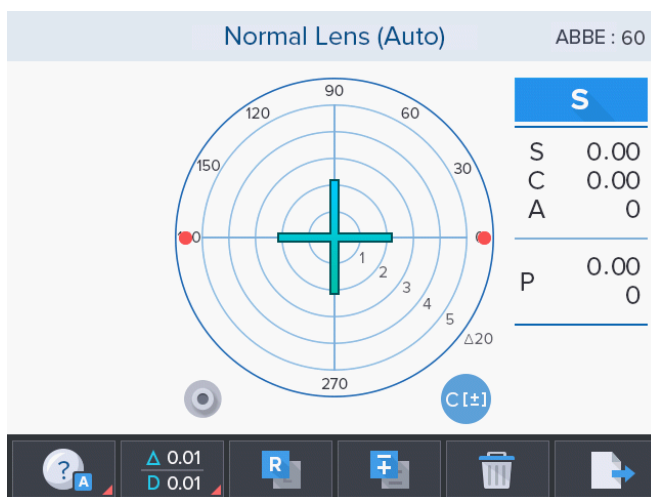 Normal Lens (Auto)
ABBE : 60
90
120
60
150
30
1
2
3
4
5
Δ20
270
C [±]
S
S 0.00
C 0.00
A 0
P 0.00
0
?
A
Δ 0.01
D 0.01
R
∓